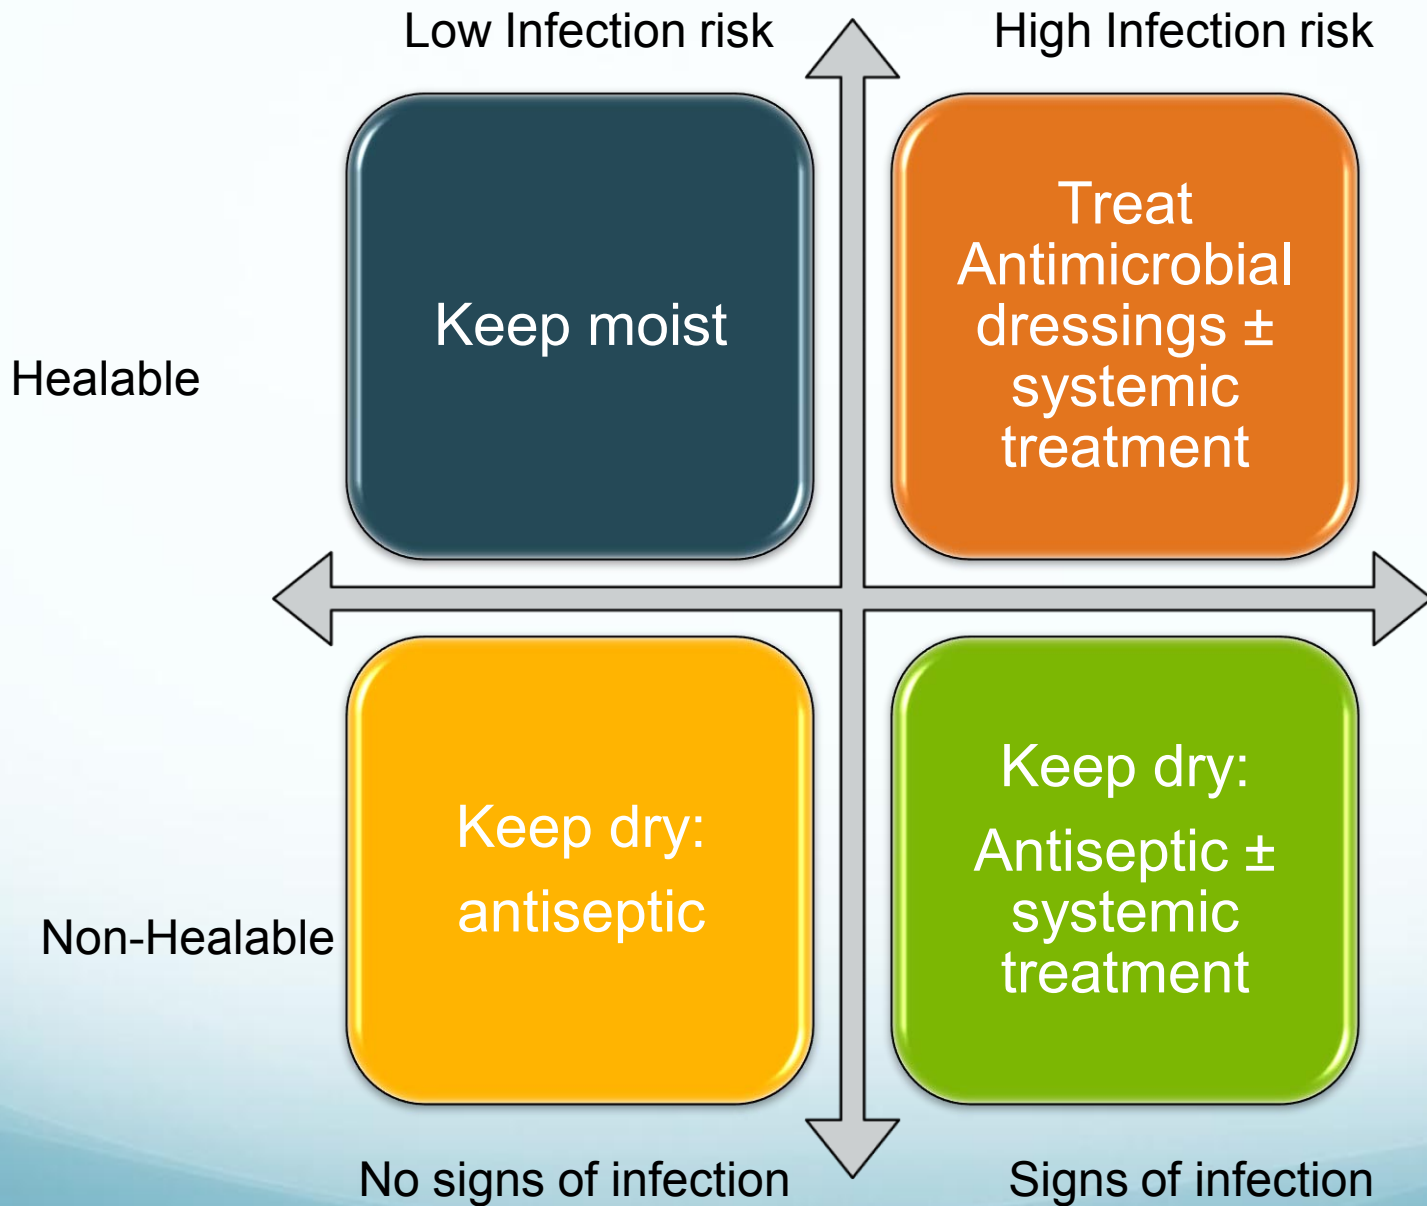 Low Infection risk
High Infection risk
Healable
Keep moist
Treat
Antimicrobial
dressings ±
systemic
treatment
Non-Healable
Keep dry:
antiseptic
Keep dry:
Antiseptic ±
systemic
treatment
No signs of infection
Signs of infection